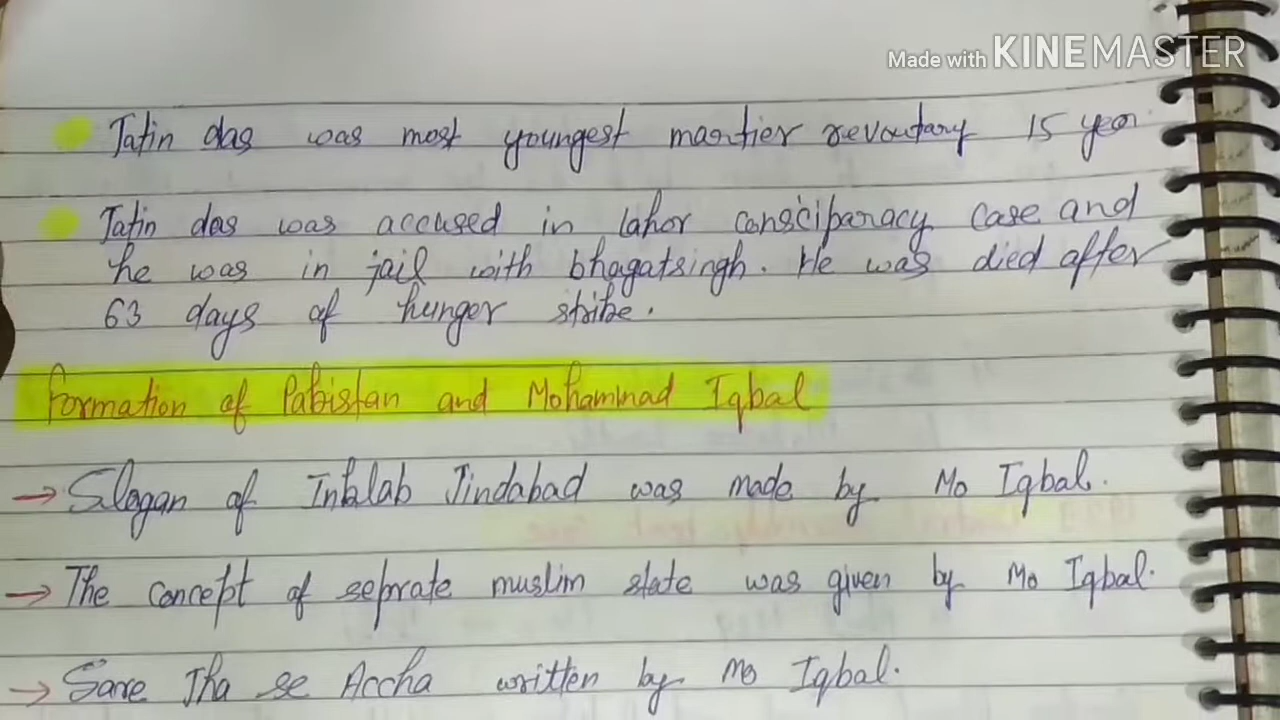 Made with KINEMASTER
Jatin das was most youngest martier revoutary 15 year
Jatin das was accused in lahor consciparacy case and
he was in jail with bhagatsingh. He was died after
63 days of hunger strike.
Formation of Pakistan and Mohammad Iqbal
→ Slogan of Inklab Jindabad was made by Mo Iqbal.
→ The concept of seprate muslim state was given by Mo Iqbal.
→ Sare Jha se Accha written by Mo Iqbal.